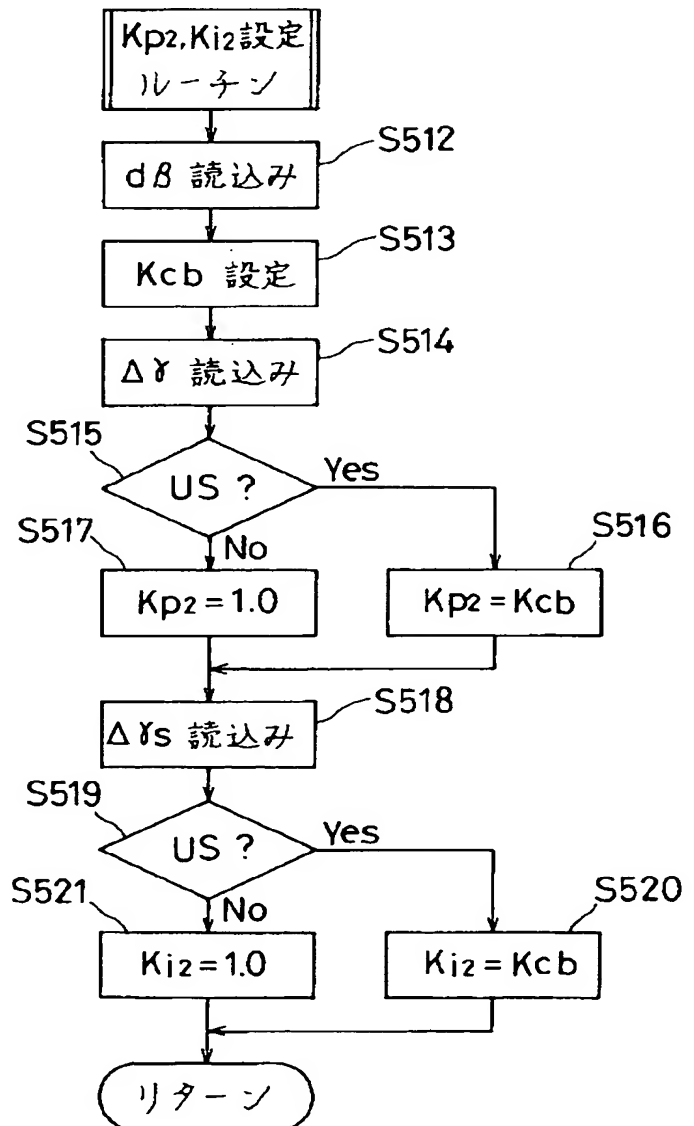 Kp2,Ki2設定
ルーチン
S512
dβ 読込み
S513
Kcb 設定
S514
Δγ 読込み
S515
US ?
Yes
S517
No
S516
Kp2=1.0
Kp2=Kcb
S518
Δγs 読込み
S519
US ?
Yes
S521
No
S520
Ki2=1.0
Ki2=Kcb
リターン